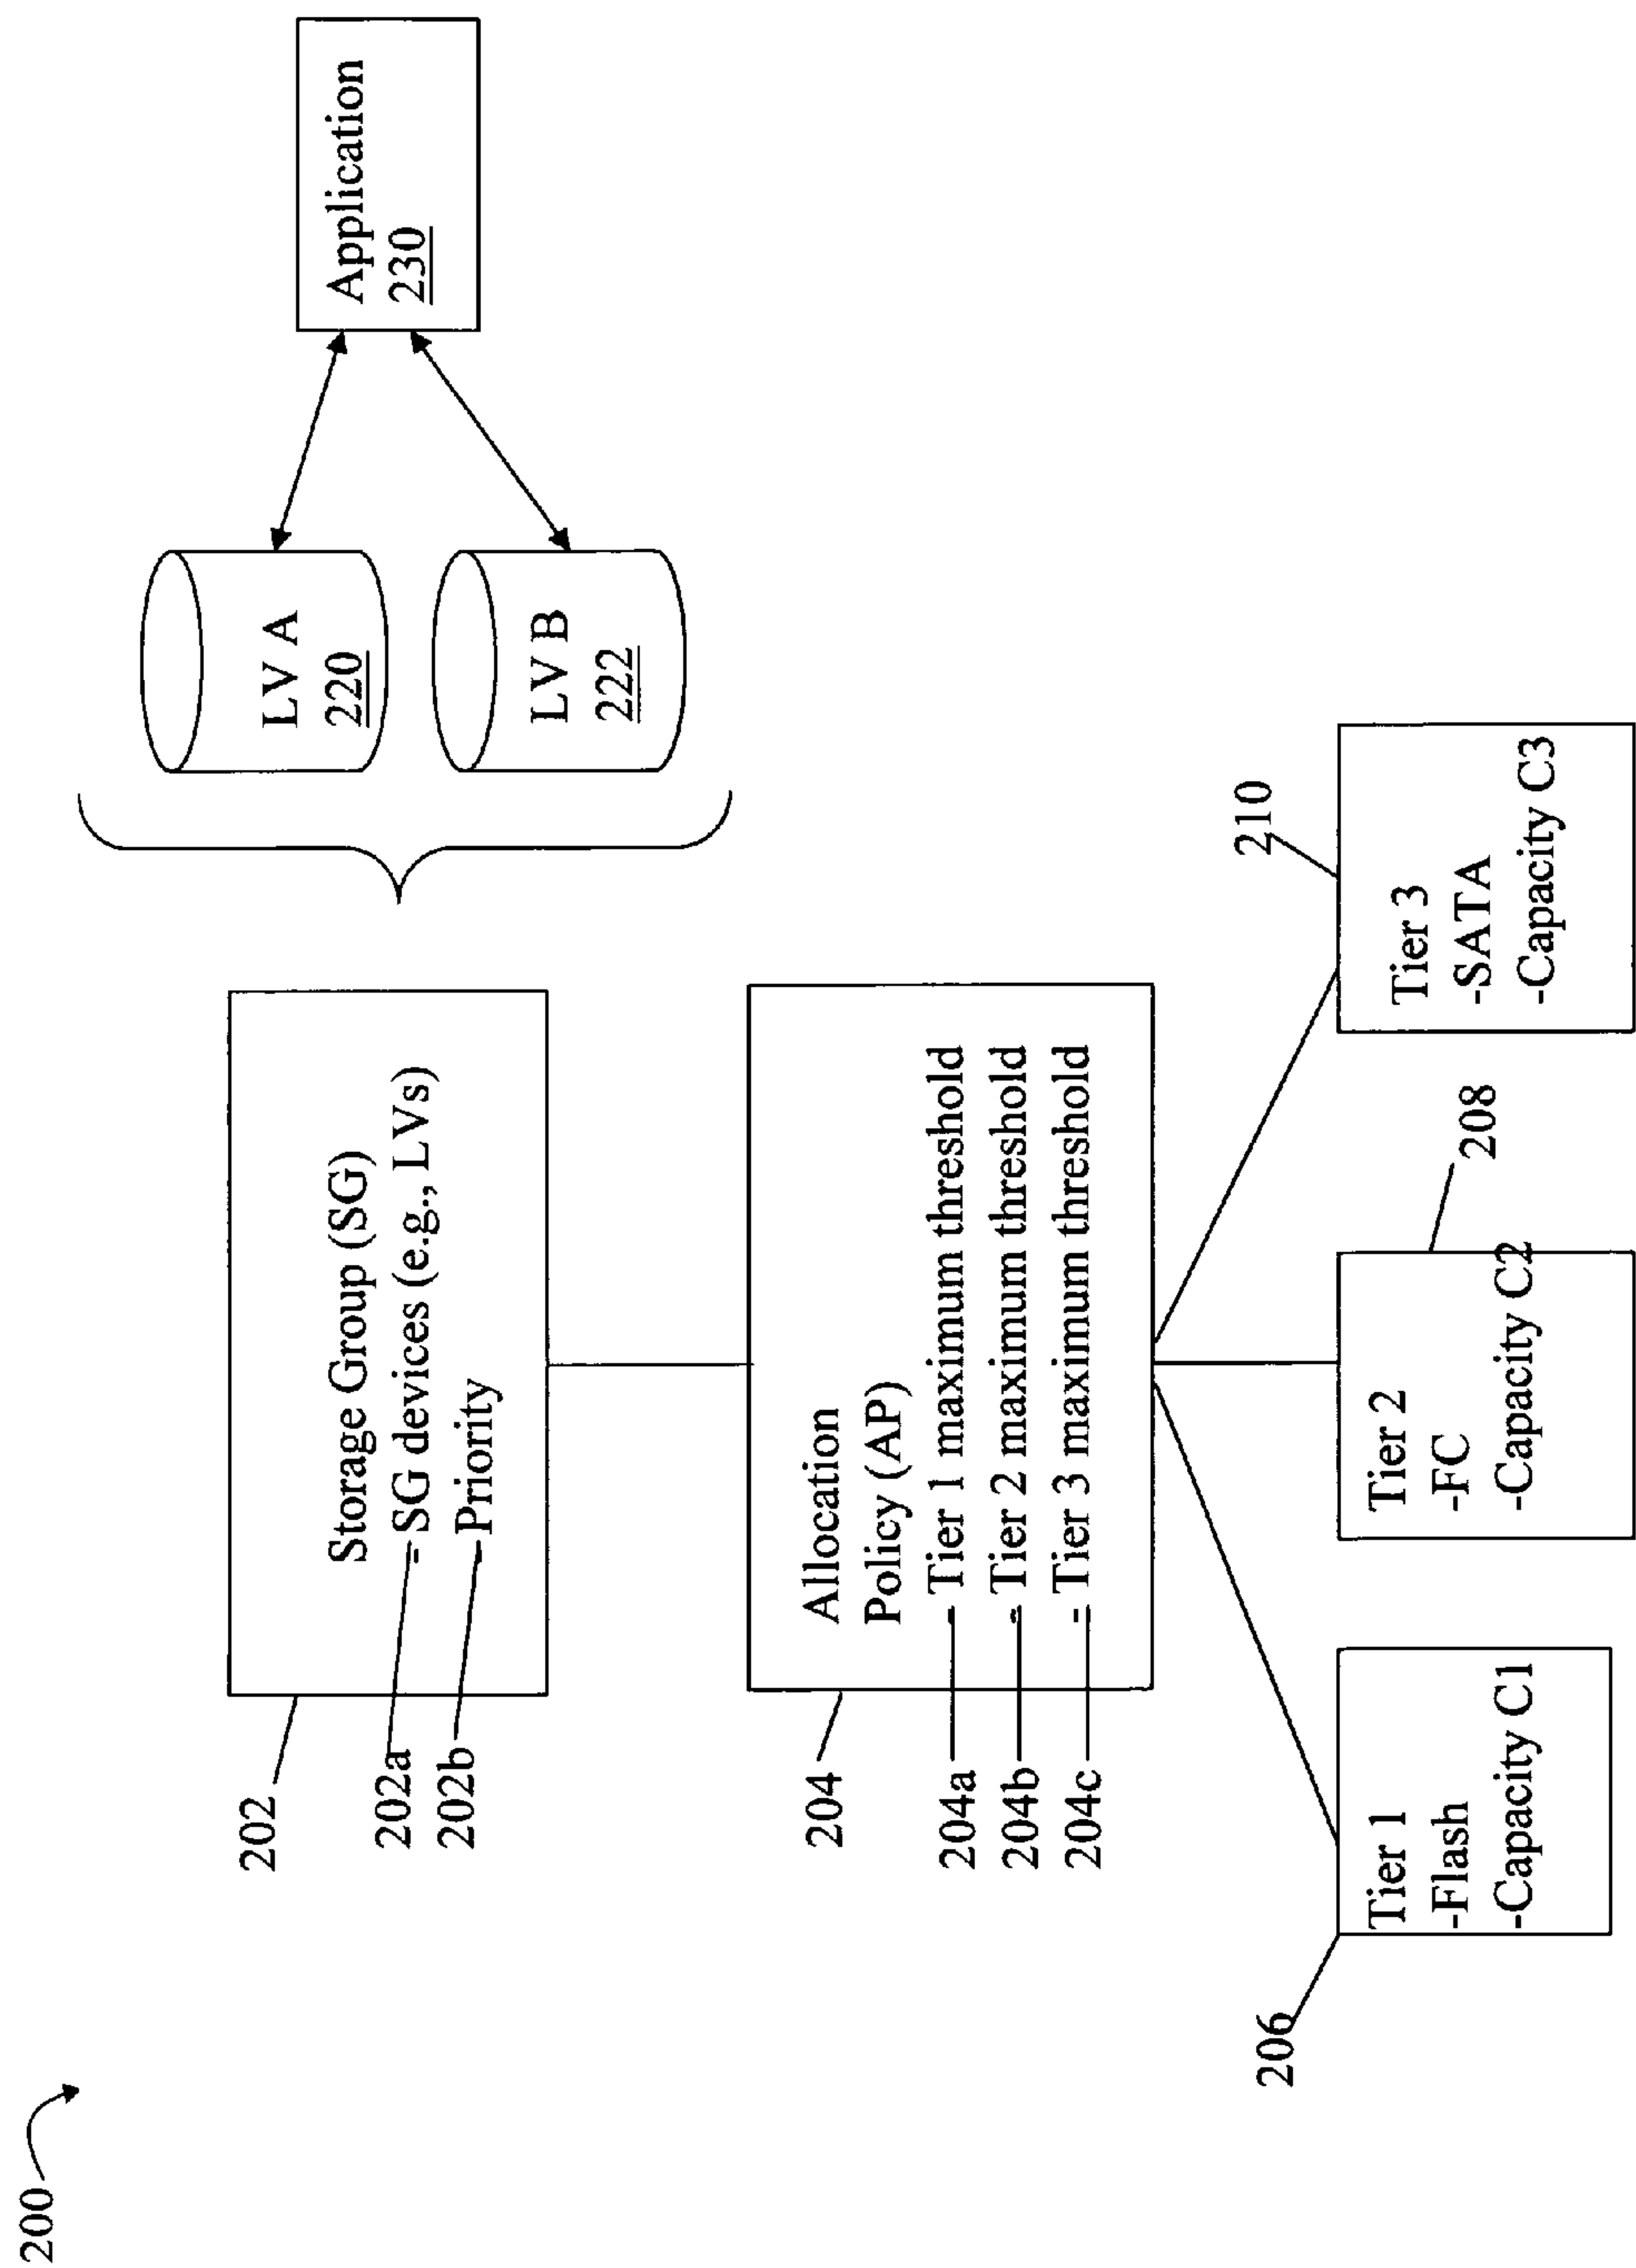 200
202
Storage Group (SG)
202a
- SG devices (e.g., LVs)
202b
- Priority
LV A
220
LV B
222
Application
230
204
Allocation
Policy (AP)
204a
- Tier 1 maximum threshold
204b
- Tier 2 maximum threshold
204c
- Tier 3 maximum threshold
206
Tier 1
-Flash
-Capacity C1
208
Tier 2
-FC
-Capacity C2
210
Tier 3
-SATA
-Capacity C3